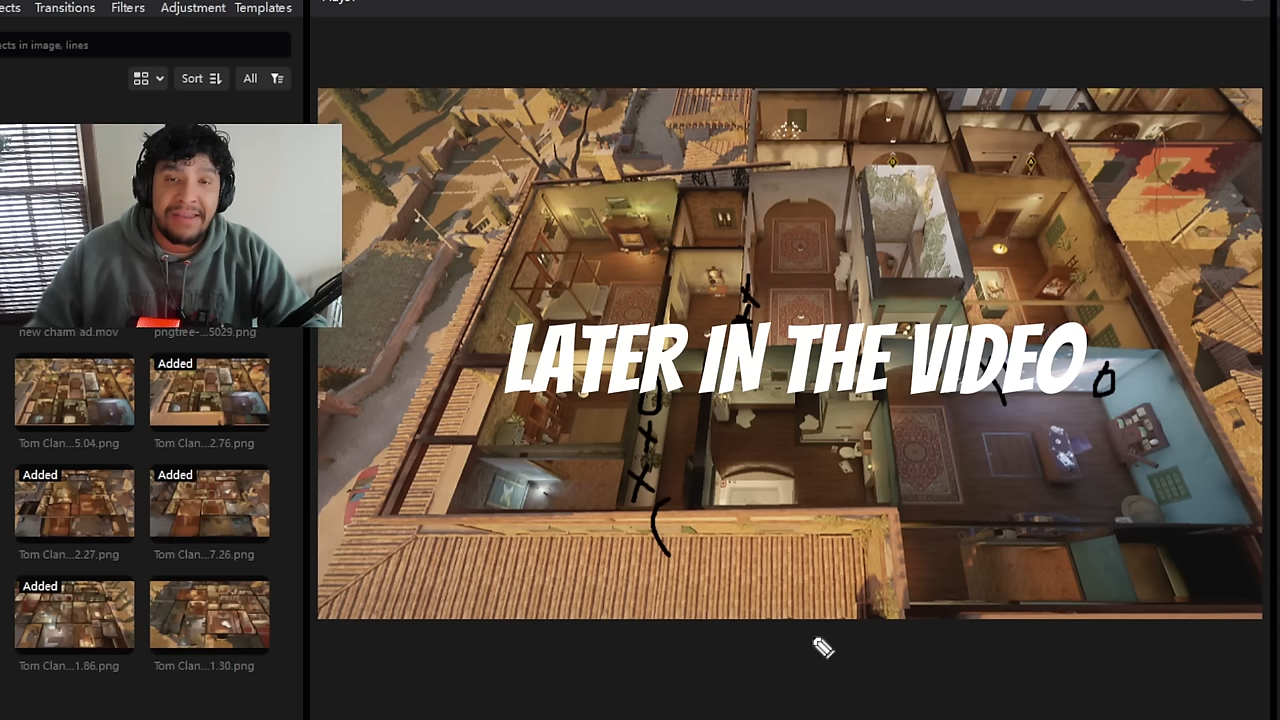 ects Transitions Filters Adjustment Templates
cts in image, lines
Sort All
new charm ad.mov pngtree-...5029.png
Added
Tom Clan...5.04.png Tom Clan...2.76.png
Added Added
Tom Clan...2.27.png Tom Clan...7.26.png
Added
Tom Clan...1.86.png Tom Clan...1.30.png
LATER IN THE VIDEO